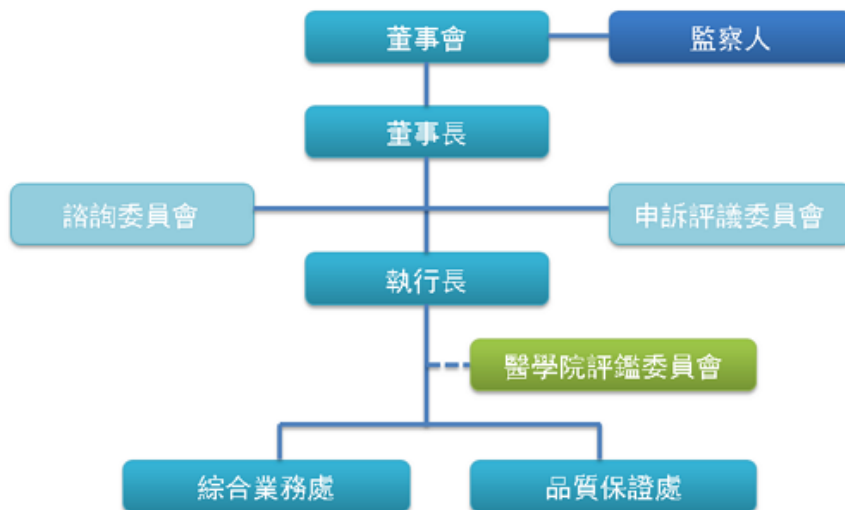 董事會
監察人
董事長
諮詢委員會
申訴評議委員會
執行長
醫學院評鑑委員會
綜合業務處
品質保證處